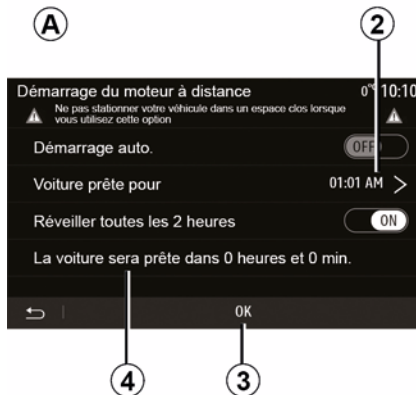 A
2
Démarrage du moteur à distance 0°C 10:10
Ne pas stationner votre véhicule dans un espace clos lorsque
vous utilisez cette option
Démarrage auto. OFF
Voiture prête pour 01:01 AM >
Réveiller toutes les 2 heures ON
La voiture sera prête dans 0 heures et 0 min.
OK
4
3